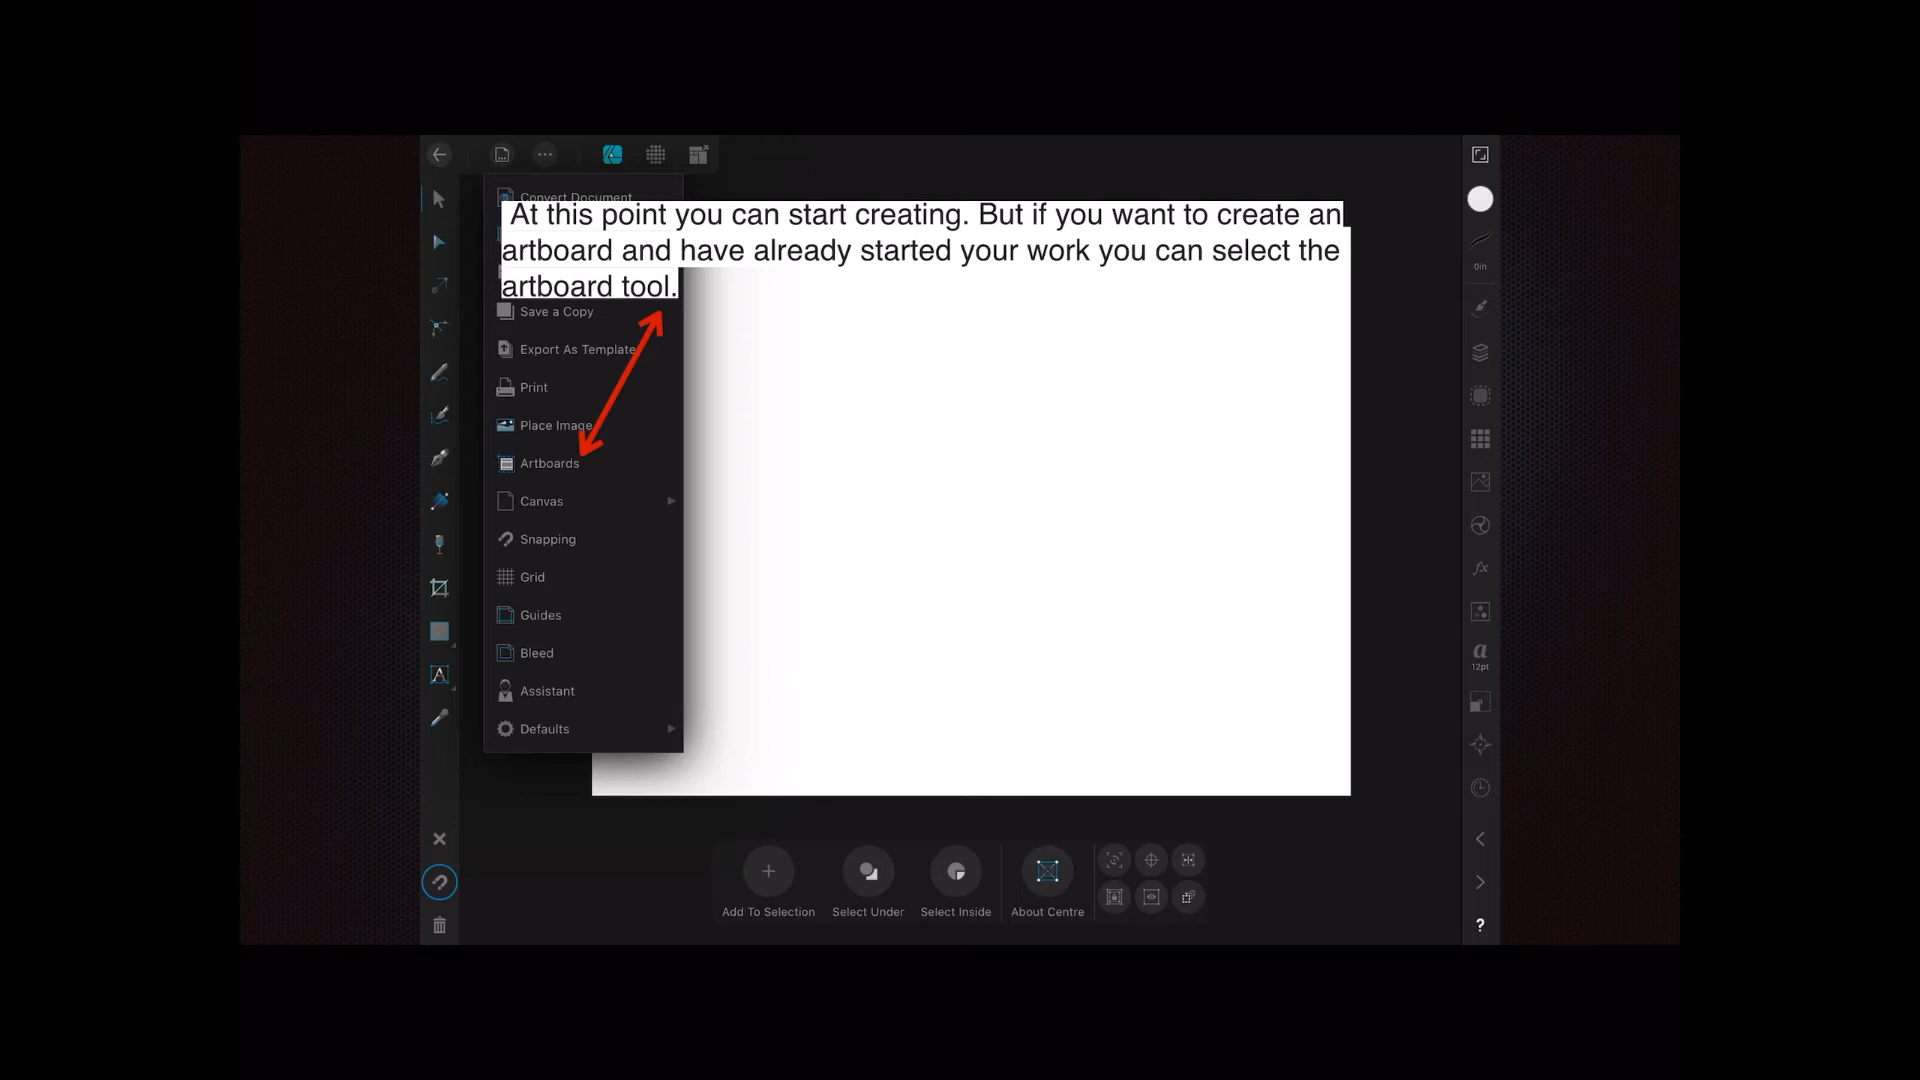 Convert Document
At this point you can start creating. But if you want to create an
artboard and have already started your work you can select the
artboard tool.
Save a Copy
Export As Template
Print
Place Image
Artboards
Canvas
Snapping
Grid
Guides
Bleed
Assistant
Defaults
0in
fx
a
12pt
A
?
Add To Selection
Select Under
Select Inside
About Centre